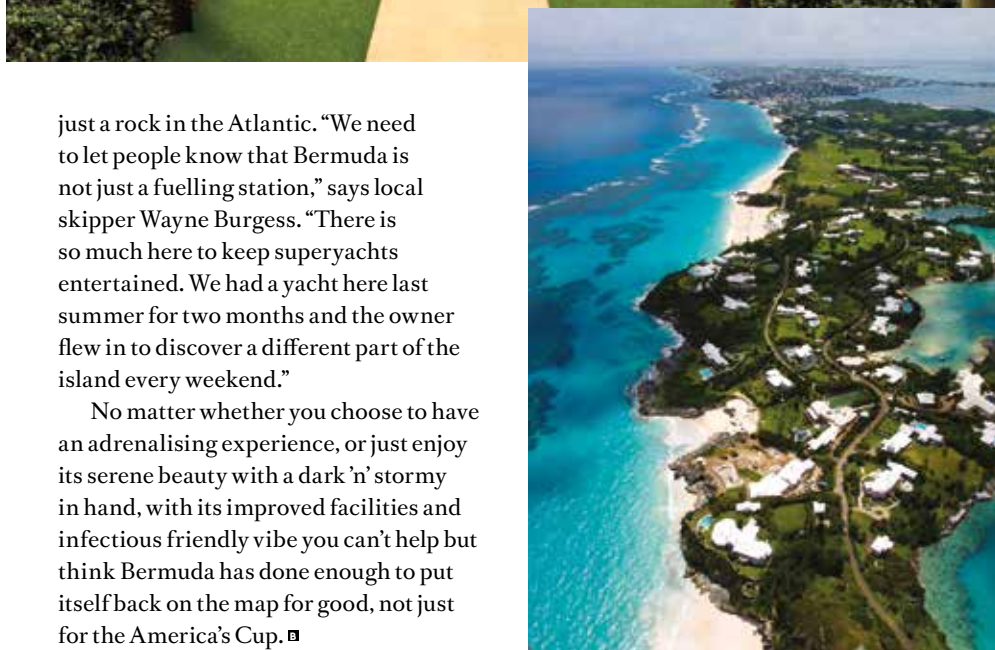 just a rock in the Atlantic. “We need
to let people know that Bermuda is
not just a fuelling station,” says local
skipper Wayne Burgess. “There is
so much here to keep superyachts
entertained. We had a yacht here last
summer for two months and the owner
flew in to discover a different part of the
island every weekend.”
No matter whether you choose to have
an adrenalising experience, or just enjoy
its serene beauty with a dark ’n’ stormy
in hand, with its improved facilities and
infectious friendly vibe you can’t help but
think Bermuda has done enough to put
itself back on the map for good, not just
for the America’s Cup. B